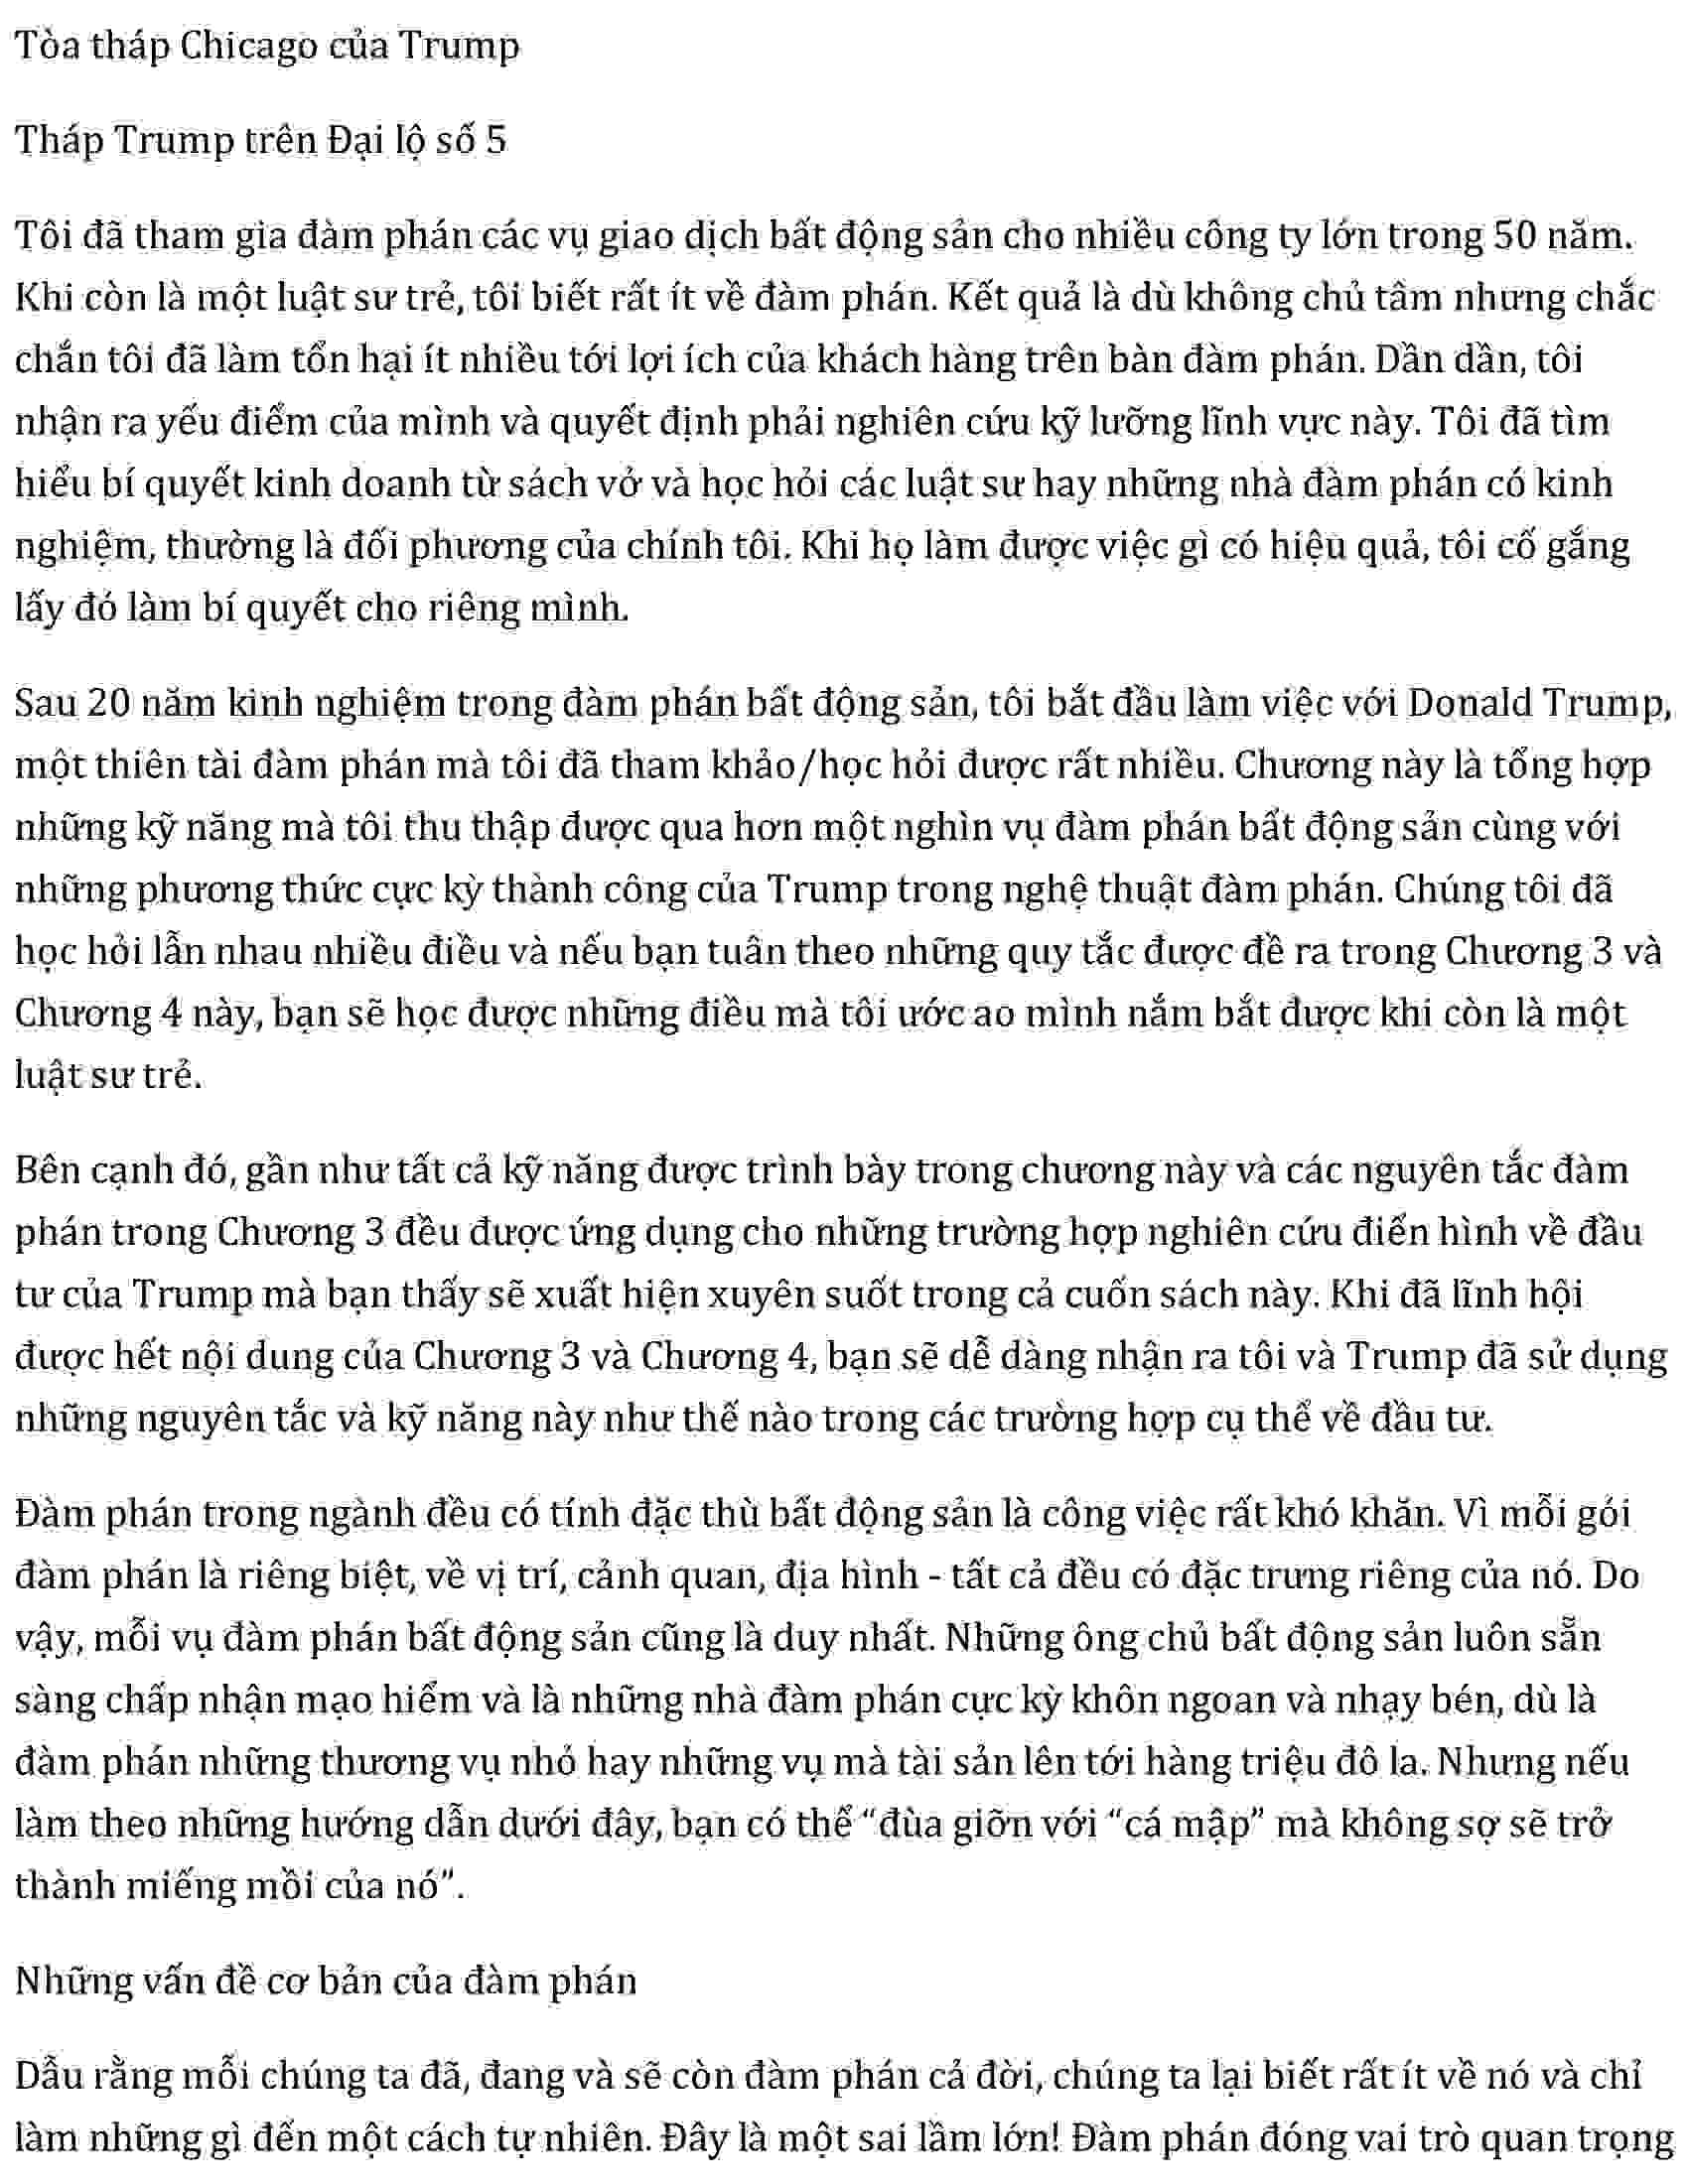 Tòa tháp Chicago của Trump
Tháp Trump trên Đại lộ số 5
Tôi đã tham gia đàm phán các vụ giao dịch bất động sản cho nhiều công ty lớn trong 50 năm.
Khi còn là một luật sư trẻ, tôi biết rất ít về đàm phán. Kết quả là dù không chủ tâm nhưng chắc
chắn tôi đã làm tổn hại ít nhiều tới lợi ích của khách hàng trên bàn đàm phán. Dần dần, tôi
nhận ra yếu điểm của mình và quyết định phải nghiên cứu kỹ lưỡng lĩnh vực này. Tôi đã tìm
hiểu bí quyết kinh doanh từ sách vở và học hỏi các luật sư hay những nhà đàm phán có kinh
nghiệm, thường là đối phương của chính tôi. Khi họ làm được việc gì có hiệu quả, tôi cố gắng
lấy đó làm bí quyết cho riêng mình.
Sau 20 năm kinh nghiệm trong đàm phán bất động sản, tôi bắt đầu làm việc với Donald Trump,
một thiên tài đàm phán mà tôi đã tham khảo/học hỏi được rất nhiều. Chương này là tổng hợp
những kỹ năng mà tôi thu thập được qua hơn một nghìn vụ đàm phán bất động sản cùng với
những phương thức cực kỳ thành công của Trump trong nghệ thuật đàm phán. Chúng tôi đã
học hỏi lẫn nhau nhiều điều và nếu bạn tuân theo những quy tắc được đề ra trong Chương 3 và
Chương 4 này, bạn sẽ học được những điều mà tôi ước ao mình nắm bắt được khi còn là một
luật sư trẻ.
Bên cạnh đó, gần như tất cả kỹ năng được trình bày trong chương này và các nguyên tắc đàm
phán trong Chương 3 đều được ứng dụng cho những trường hợp nghiên cứu điển hình về đầu
tư của Trump mà bạn thấy sẽ xuất hiện xuyên suốt trong cả cuốn sách này. Khi đã lĩnh hội
được hết nội dung của Chương 3 và Chương 4, bạn sẽ dễ dàng nhận ra tôi và Trump đã sử dụng
những nguyên tắc và kỹ năng này như thế nào trong các trường hợp cụ thể về đầu tư.
Đàm phán trong ngành đều có tính đặc thù bất động sản là công việc rất khó khăn. Vì mỗi gói
đàm phán là riêng biệt, về vị trí, cảnh quan, địa hình - tất cả đều có đặc trưng riêng của nó. Do
vậy, mỗi vụ đàm phán bất động sản cũng là duy nhất. Những ông chủ bất động sản luôn sẵn
sàng chấp nhận mạo hiểm và là những nhà đàm phán cực kỳ khôn ngoan và nhạy bén, dù là
đàm phán những thương vụ nhỏ hay những vụ mà tài sản lên tới hàng triệu đô la. Nhưng nếu
làm theo những hướng dẫn dưới đây, bạn có thể “đùa giỡn với “cá mập” mà không sợ sẽ trở
thành miếng mồi của nó”.
Những vấn đề cơ bản của đàm phán
Dẫu rằng mỗi chúng ta đã, đang và sẽ còn đàm phán cả đời, chúng ta lại biết rất ít về nó và chỉ
làm những gì đến một cách tự nhiên. Đây là một sai lầm lớn! Đàm phán đóng vai trò quan trọng